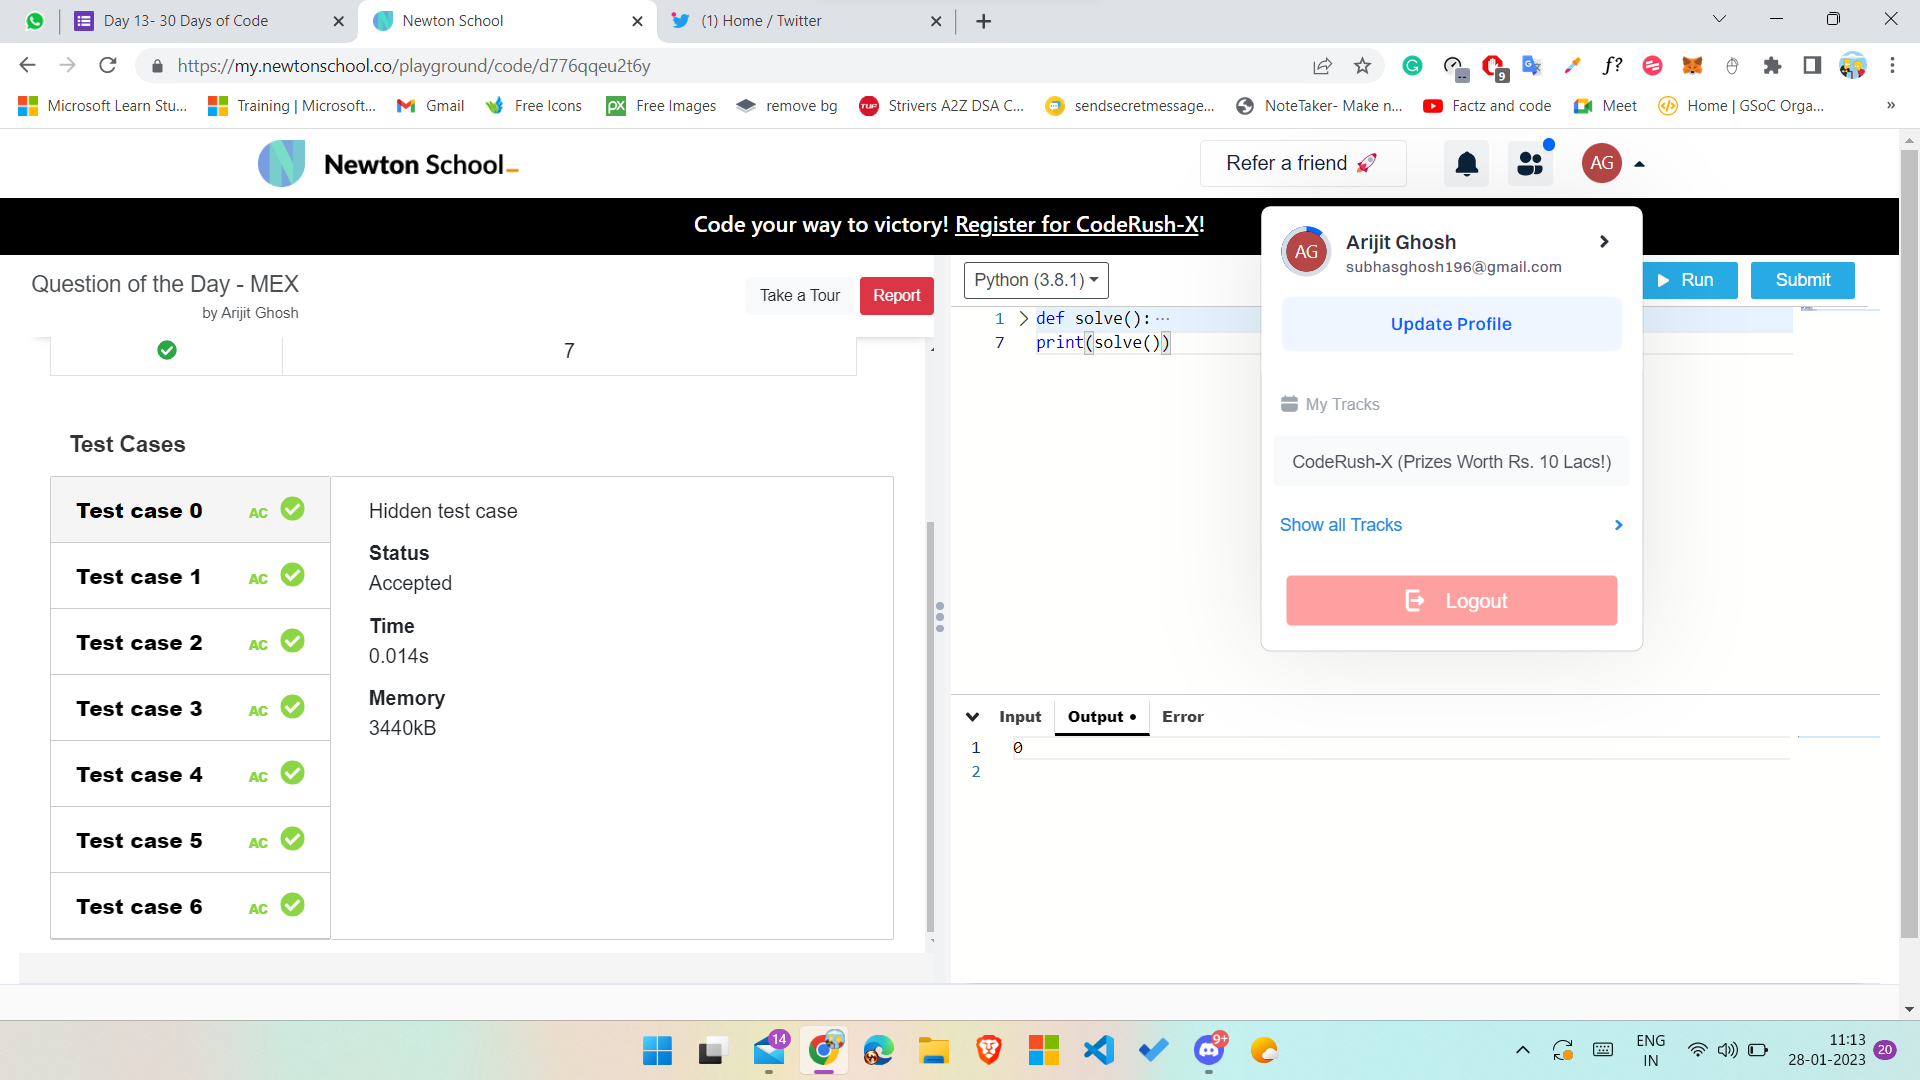 Day 13- 30 Days of Code
Newton School
(1) Home / Twitter
https://my.newtonschool.co/playground/code/d776qqeu2t6y
9
f?
Microsoft Learn Stu...
Training | Microsoft...
Gmail
Free Icons
px
Free Images
remove bg
TUF
Strivers A2Z DSA C...
sendsecretmessage...
NoteTaker- Make n...
Factz and code
Meet
Home | GSoC Orga...
»
Newton School
Refer a friend 🚀
AG
Code your way to victory! Register for CodeRush-X!
Question of the Day - MEX
by Arijit Ghosh
Take a Tour
Report
7
Test Cases
Test case 0 AC
Test case 1 AC
Test case 2 AC
Test case 3 AC
Test case 4 AC
Test case 5 AC
Test case 6 AC
Hidden test case
Status
Accepted
Time
0.014s
Memory
3440kB
Python (3.8.1)
Run
Submit
1 def solve():···
7 print(solve())
AG
Arijit Ghosh
subhasghosh196@gmail.com
Update Profile
My Tracks
CodeRush-X (Prizes Worth Rs. 10 Lacs!)
Show all Tracks
Logout
Input
Output •
Error
1 0
2
14
9+
ENG
IN
11:13
28-01-2023
20